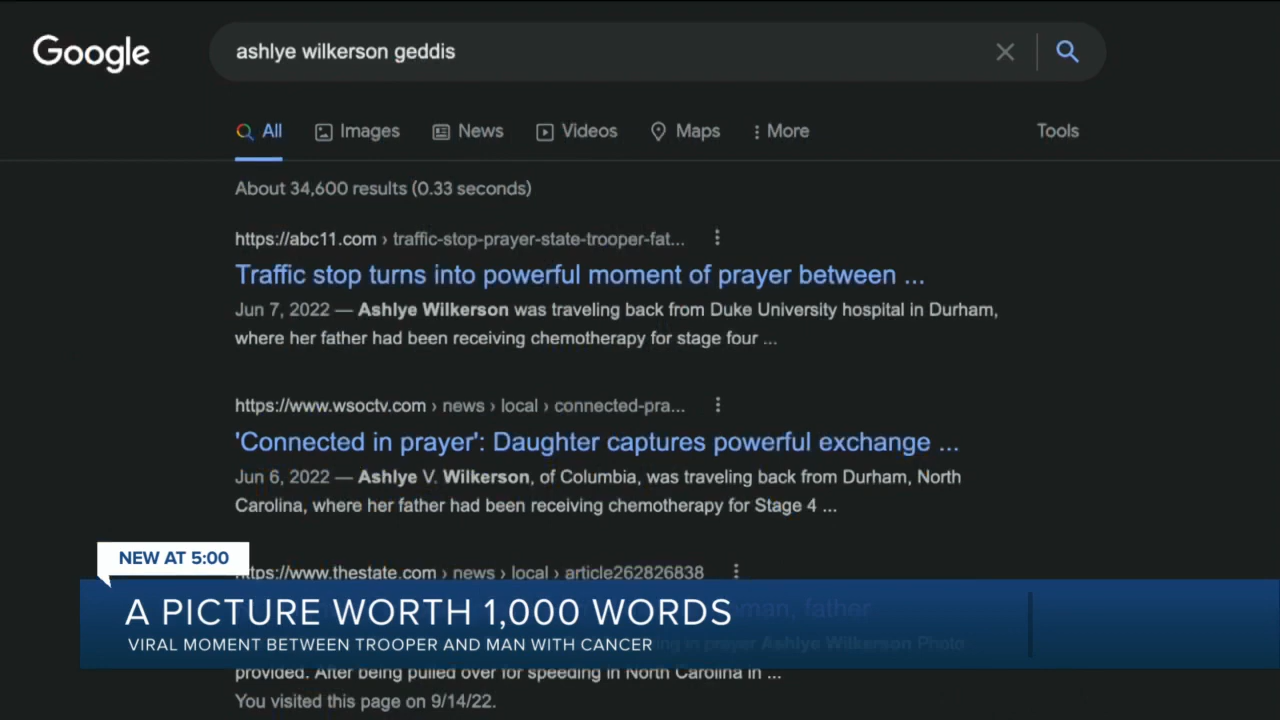 Google
ashlye wilkerson geddis
All Images News Videos Maps More Tools
About 34,600 results (0.33 seconds)
https://abc11.com › traffic-stop-prayer-state-trooper-fat...
Traffic stop turns into powerful moment of prayer between ...
Jun 7, 2022 — Ashlye Wilkerson was traveling back from Duke University hospital in Durham,
where her father had been receiving chemotherapy for stage four ...
https://www.wsoctv.com › news › local › connected-pra...
'Connected in prayer': Daughter captures powerful exchange ...
Jun 6, 2022 — Ashlye V. Wilkerson, of Columbia, was traveling back from Durham, North
Carolina, where her father had been receiving chemotherapy for Stage 4 ...
NEW AT 5:00
https://www.thestate.com › news › local › article262826838
A PICTURE WORTH 1,000 WORDS
father
VIRAL MOMENT BETWEEN TROOPER AND MAN WITH CANCER
in prayer Ashlye Wilkerson Photo
provided. After being pulled over for speeding in North Carolina in ...
You visited this page on 9/14/22.